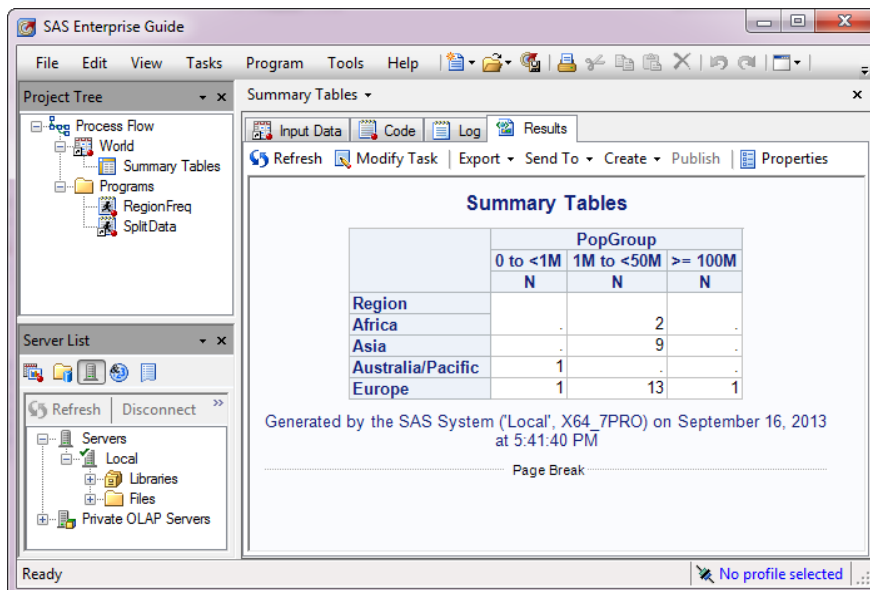 SAS Enterprise Guide
File Edit View Tasks Program Tools Help
Project Tree
Process Flow
World
Summary Tables
Programs
RegionFreq
SplitData
Server List
Refresh Disconnect »
Servers
Local
Libraries
Files
Private OLAP Servers
Summary Tables
Input Data Code Log Results
Refresh Modify Task Export Send To Create Publish Properties
Summary Tables
PopGroup
0 to <1M 1M to <50M >= 100M
N N N
Region
Africa . 2 .
Asia . 9 .
Australia/Pacific 1 . .
Europe 1 13 1
Generated by the SAS System ('Local', X64_7PRO) on September 16, 2013
at 5:41:40 PM
Page Break
Ready No profile selected